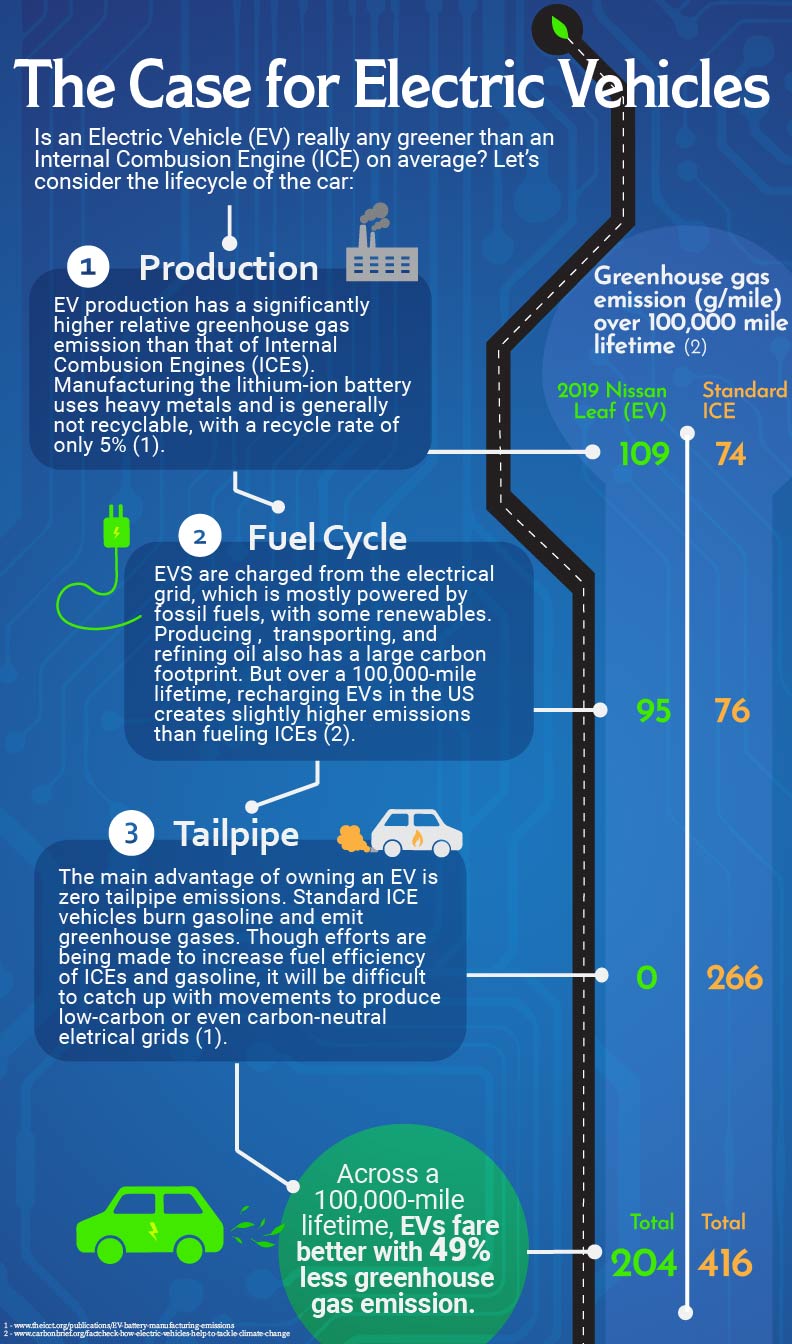 The Case for Electric Vehicles
Is an Electric Vehicle (EV) really any greener than an
Internal Combusion Engine (ICE) on average? Let's
consider the lifecycle of the car:
1 Production
EV production has a significantly
higher relative greenhouse gas
emission than that of Internal
Combusion Engines (ICEs).
Manufacturing the lithium-ion battery
uses heavy metals and is generally
not recyclable, with a recycle rate of
only 5% (1).
Greenhouse gas
emission (g/mile)
over 100,000 mile
lifetime (2)
2019 Nissan
Leaf (EV)
Standard
ICE
109 74
2 Fuel Cycle
EVS are charged from the electrical
grid, which is mostly powered by
fossil fuels, with some renewables.
Producing , transporting, and
refining oil also has a large carbon
footprint. But over a 100,000-mile
lifetime, recharging EVs in the US
creates slightly higher emissions
than fueling ICEs (2).
95 76
3 Tailpipe
The main advantage of owning an EV is
zero tailpipe emissions. Standard ICE
vehicles burn gasoline and emit
greenhouse gases. Though efforts are
being made to increase fuel efficiency
of ICEs and gasoline, it will be difficult
to catch up with movements to produce
low-carbon or even carbon-neutral
eletrical grids (1).
0 266
Across a
100,000-mile
lifetime, EVs fare
better with 49%
less greenhouse
gas emission.
Total Total
204 416
1 - www.theicct.org/publications/EV-battery-manufacturing-emissions
2 - www.carbonbrief.org/factcheck-how-electric-vehicles-help-to-tackle-climate-change